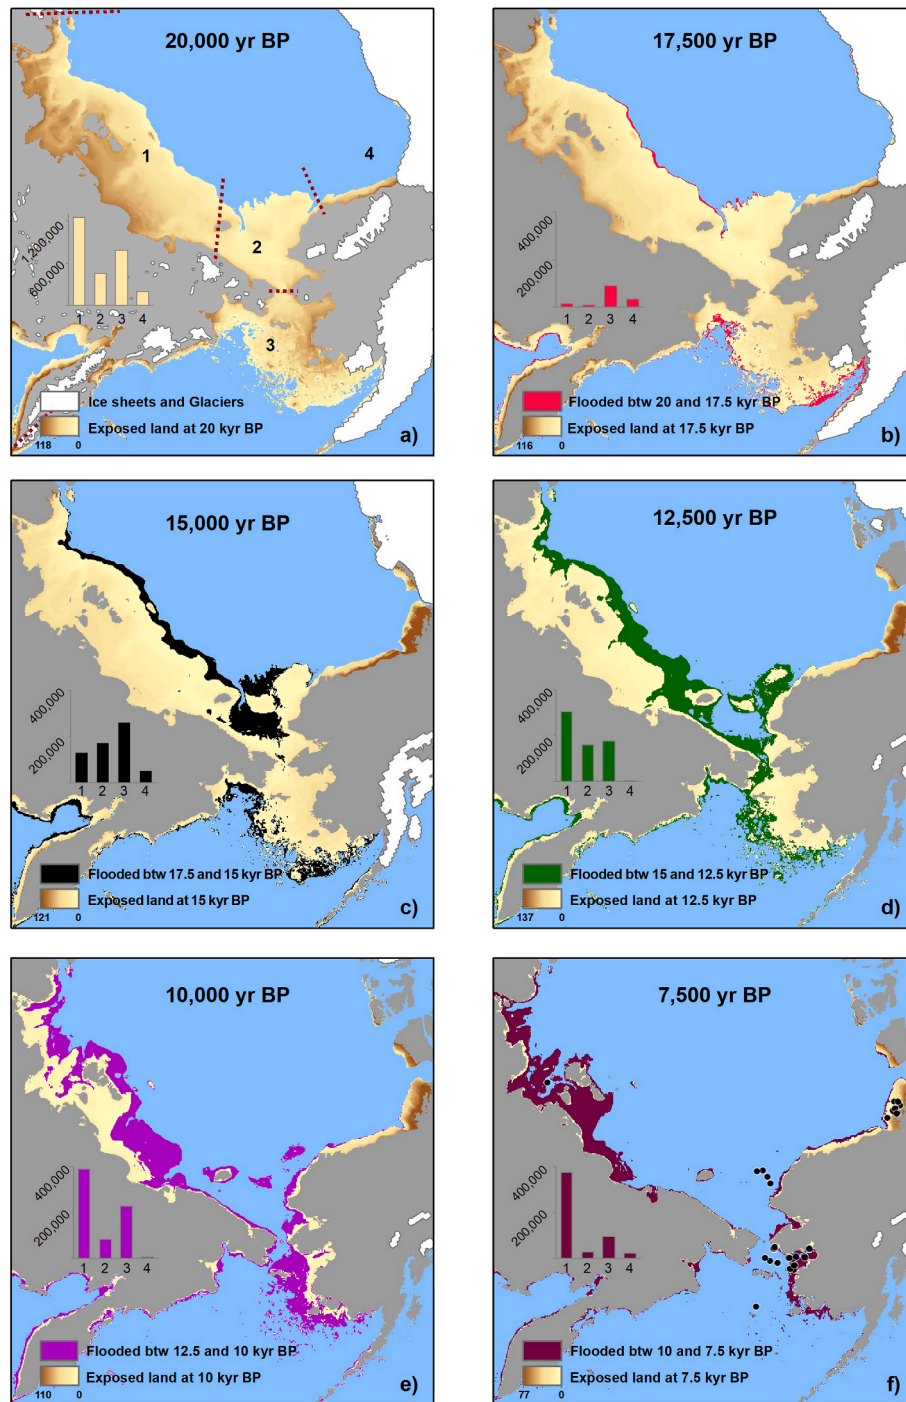 20,000 yr BP
4
1
2
1,200,000
600,000
1 2 3 4
3
Ice sheets and Glaciers
Exposed land at 20 kyr BP
118 0
a)
17,500 yr BP
400,000
200,000
1 2 3 4
Flooded btw 20 and 17.5 kyr BP
Exposed land at 17.5 kyr BP
116 0
b)
15,000 yr BP
400,000
200,000
1 2 3 4
Flooded btw 17.5 and 15 kyr BP
Exposed land at 15 kyr BP
121 0
c)
12,500 yr BP
400,000
200,000
1 2 3 4
Flooded btw 15 and 12.5 kyr BP
Exposed land at 12.5 kyr BP
137 0
d)
10,000 yr BP
400,000
200,000
1 2 3 4
Flooded btw 12.5 and 10 kyr BP
Exposed land at 10 kyr BP
110 0
e)
7,500 yr BP
400,000
200,000
1 2 3 4
Flooded btw 10 and 7.5 kyr BP
Exposed land at 7.5 kyr BP
77 0
f)